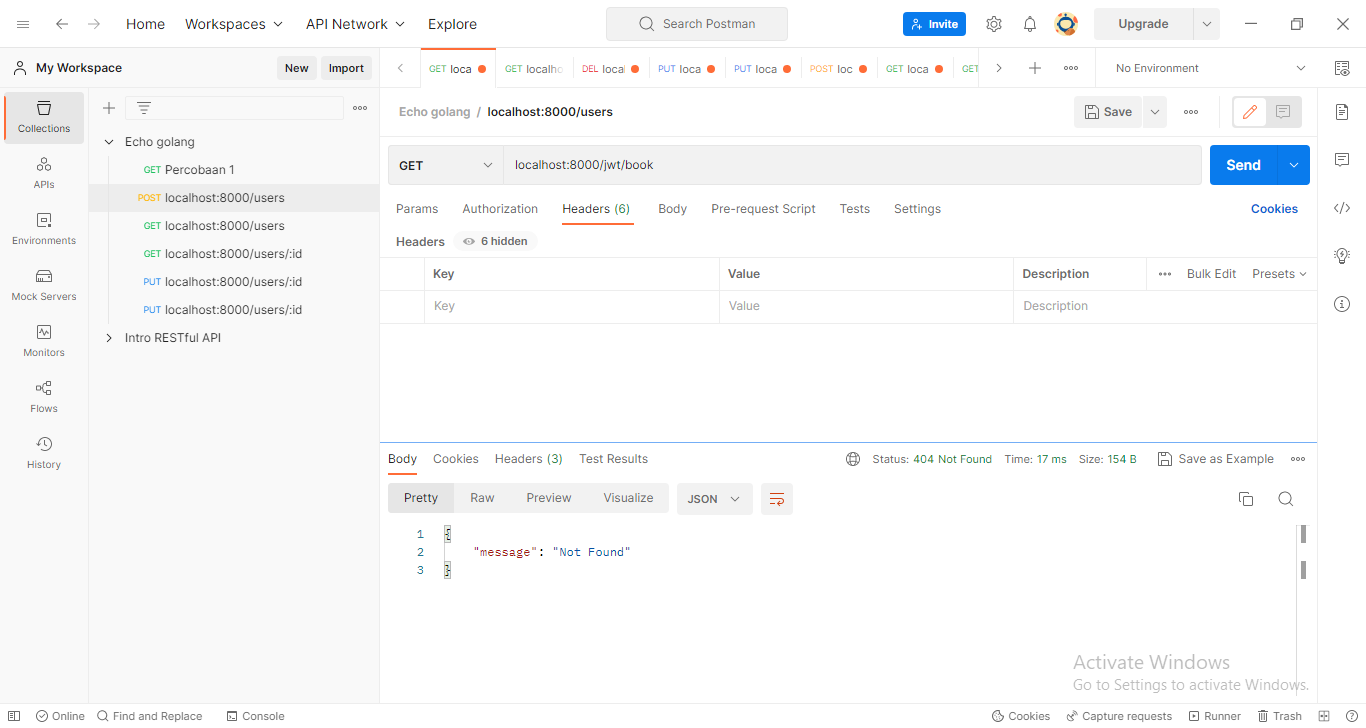 Home Workspaces API Network Explore Search Postman Invite Upgrade
My Workspace New Import GET loca GET localho DEL local PUT loca PUT loca POST loc GET loca GET No Environment
Collections
APIs
Environments
Mock Servers
Monitors
Flows
History
Echo golang
GET Percobaan 1
POST localhost:8000/users
GET localhost:8000/users
GET localhost:8000/users/:id
PUT localhost:8000/users/:id
PUT localhost:8000/users/:id
Intro RESTful API
Echo golang / localhost:8000/users Save
GET localhost:8000/jwt/book Send
Params Authorization Headers (6) Body Pre-request Script Tests Settings Cookies
Headers 6 hidden
Key Value Description Bulk Edit Presets
Key Value Description
Body Cookies Headers (3) Test Results Status: 404 Not Found Time: 17 ms Size: 154 B Save as Example
Pretty Raw Preview Visualize JSON
1 {
2 "message": "Not Found"
3 }
Activate Windows
Go to Settings to activate Windows.
Online Find and Replace Console Cookies Capture requests Runner Trash